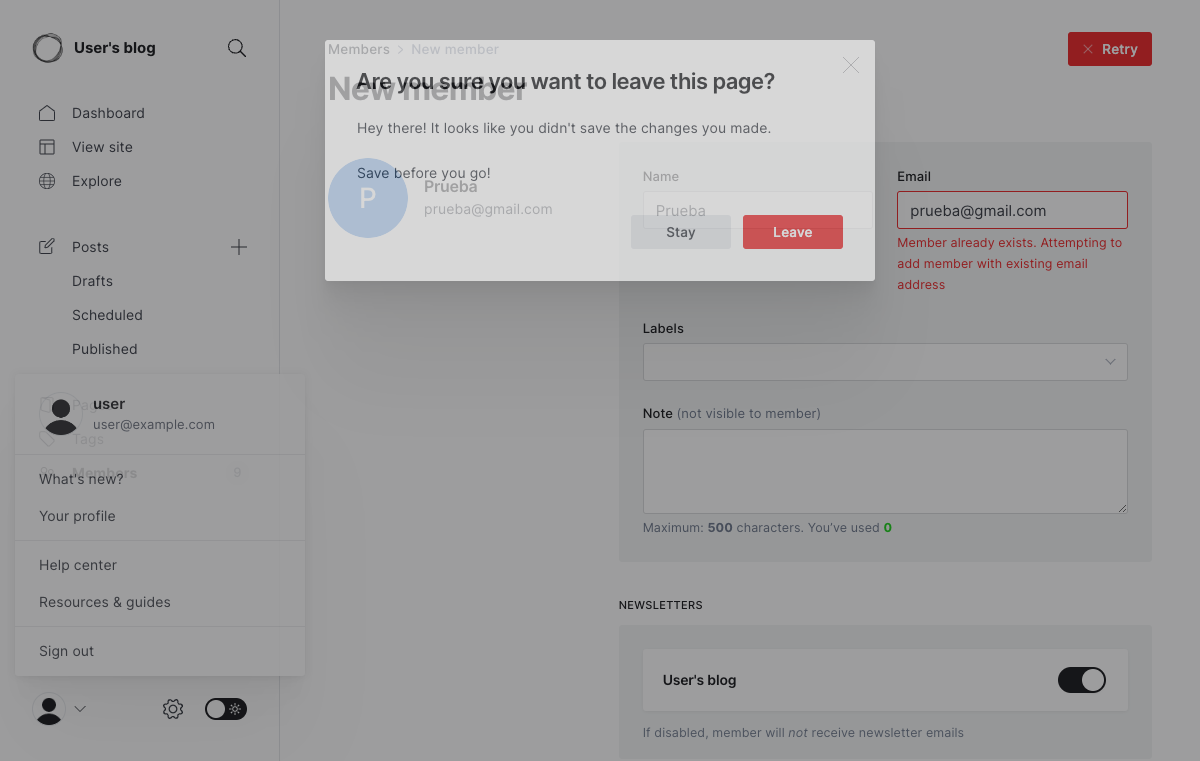 User's blog
Dashboard
View site
Explore
Posts
Drafts
Scheduled
Published
Pages
Tags
Members 9
user
user@example.com
What's new?
Your profile
Help center
Resources & guides
Sign out
Members > New member
New member
Retry
Are you sure you want to leave this page?
Hey there! It looks like you didn't save the changes you made.
Save before you go!
Stay
Leave
P
Prueba
prueba@gmail.com
Name
Prueba
Email
prueba@gmail.com
Member already exists. Attempting to
add member with existing email
address
Labels
Note (not visible to member)
Maximum: 500 characters. You've used 0
NEWSLETTERS
User's blog
If disabled, member will not receive newsletter emails